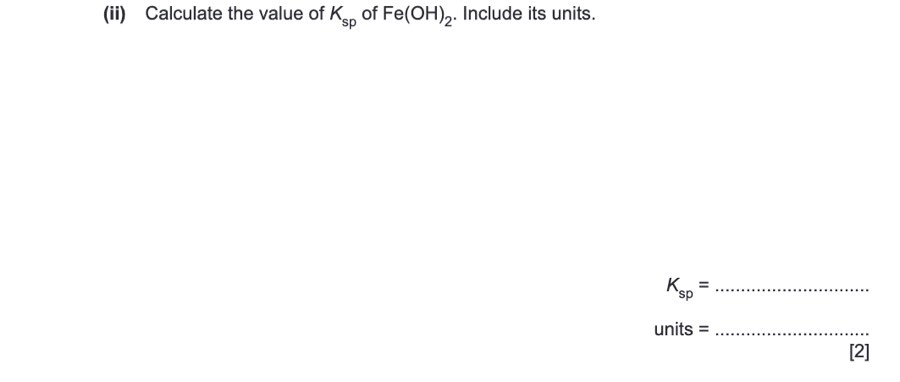 (ii) Calculate the value of Ksp of Fe(OH)2. Include its units.
Ksp = ..............................
units = ..............................
[2]